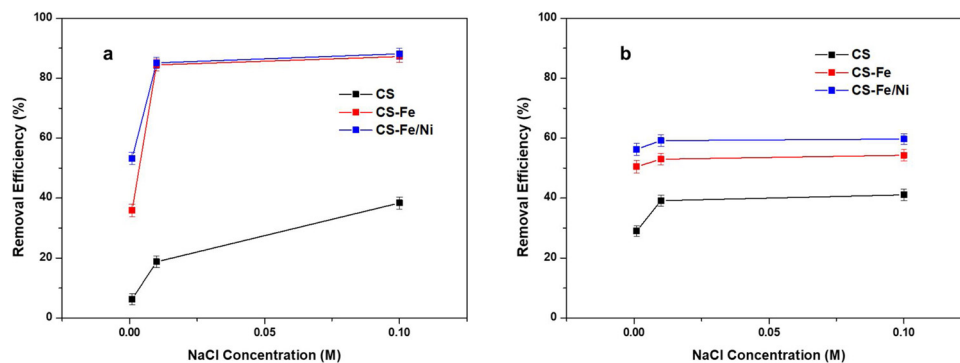 a
CS
CS-Fe
CS-Fe/Ni
Removal Efficiency (%)
100
80
60
40
20
0
0.00
0.05
0.10
NaCl Concentration (M)
b
CS
CS-Fe
CS-Fe/Ni
Removal Efficiency (%)
100
80
60
40
20
0
0.00
0.05
0.10
NaCl Concentration (M)